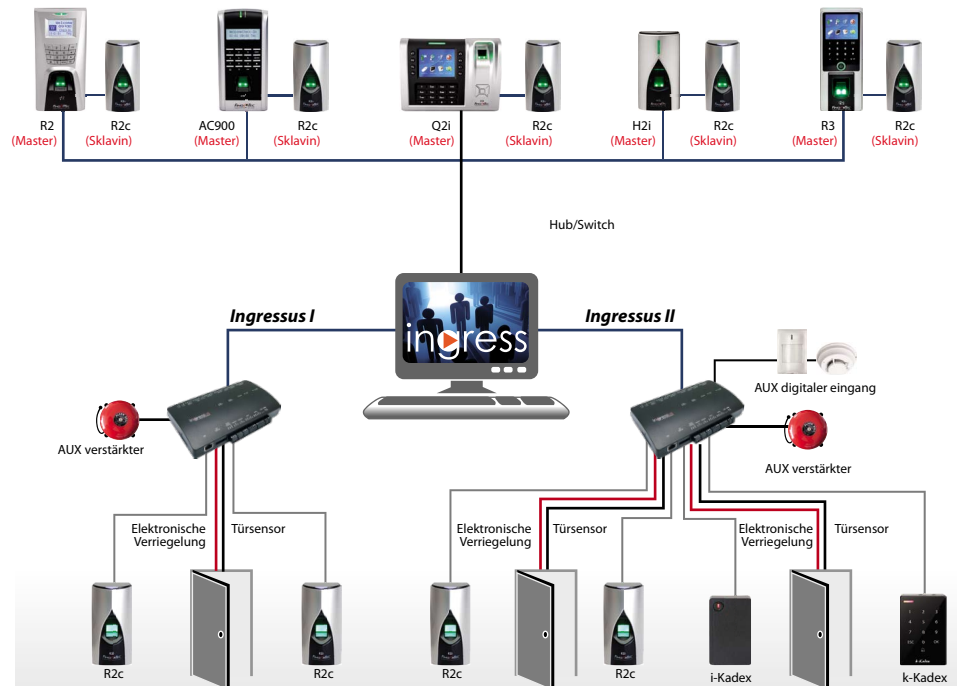 R2
(Master)
R2c
(Sklavin)
AC900
(Master)
R2c
(Sklavin)
Q2i
(Master)
R2c
(Sklavin)
H2i
(Master)
R2c
(Sklavin)
R3
(Master)
R2c
(Sklavin)
Hub/Switch
Ingressus I
Ingressus II
ingress
AUX digitaler eingang
AUX verstärkter
AUX verstärkter
Elektronische
Verriegelung
Türsensor
Elektronische
Verriegelung
Türsensor
Elektronische
Verriegelung
Türsensor
R2c
R2c
R2c
R2c
i-Kadex
k-Kadex